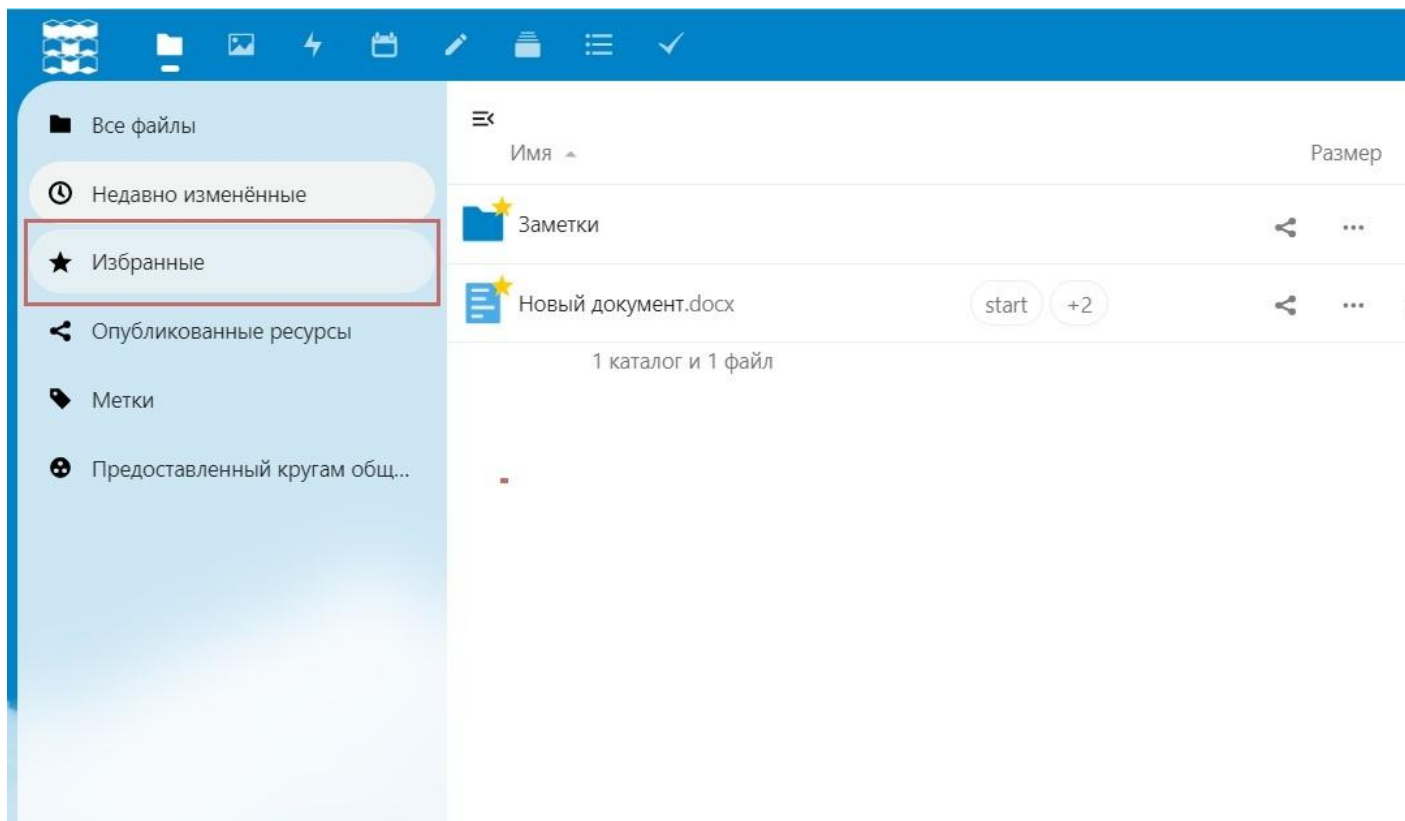 Все файлы
Имя
Размер
Недавно изменённые
Заметки
Избранные
Новый документ.docx start +2
Опубликованные ресурсы
1 каталог и 1 файл
Метки
Предоставленный кругам общ...